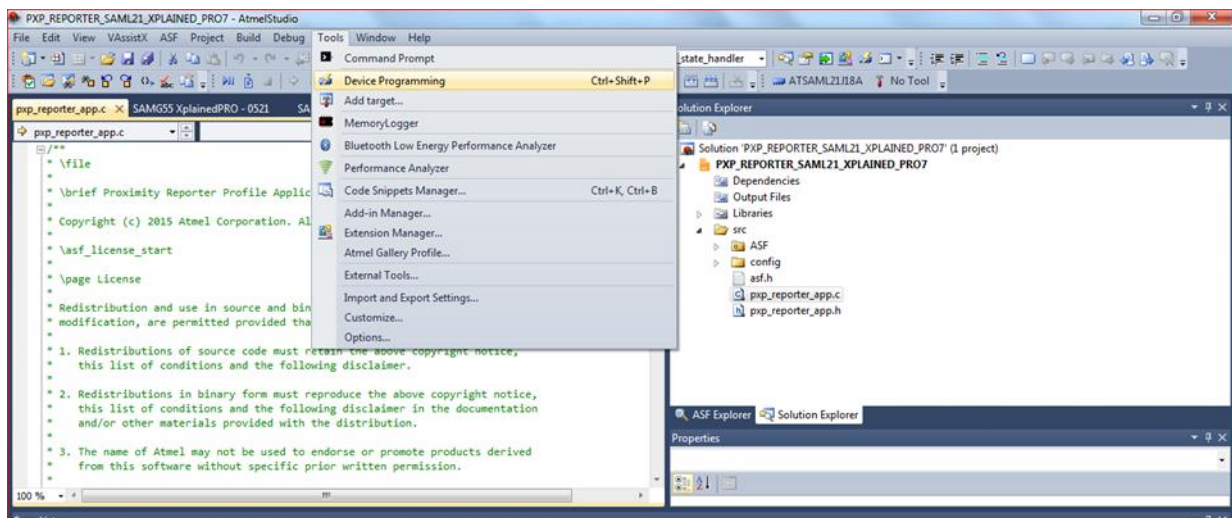 PXP_REPORTER_SAML21_XPLAINED_PRO7 - AtmelStudio
File Edit View VAssistX ASF Project Build Debug Tools Window Help
_state_handler
ATSAML21J18A No Tool
Command Prompt
Device Programming Ctrl+Shift+P
Add target...
MemoryLogger
Bluetooth Low Energy Performance Analyzer
Performance Analyzer
Code Snippets Manager... Ctrl+K, Ctrl+B
Add-in Manager...
Extension Manager...
Atmel Gallery Profile...
External Tools...
Import and Export Settings...
Customize...
Options...
pxp_reporter_app.c SAMG55 XplainedPRO - 0521 SA
pxp_reporter_app.c
/**
* \file
*
* \brief Proximity Reporter Profile Applic
*
* Copyright (c) 2015 Atmel Corporation. Al
*
* \asf_license_start
*
* \page License
*
* Redistribution and use in source and bin
* modification, are permitted provided tha
*
* 1. Redistributions of source code must retain the above copyright notice,
* this list of conditions and the following disclaimer.
*
* 2. Redistributions in binary form must reproduce the above copyright notice,
* this list of conditions and the following disclaimer in the documentation
* and/or other materials provided with the distribution.
*
* 3. The name of Atmel may not be used to endorse or promote products derived
* from this software without specific prior written permission.
*
100 %
olution Explorer
Solution 'PXP_REPORTER_SAML21_XPLAINED_PRO7' (1 project)
PXP_REPORTER_SAML21_XPLAINED_PRO7
Dependencies
Output Files
Libraries
src
ASF
config
asf.h
pxp_reporter_app.c
pxp_reporter_app.h
ASF Explorer Solution Explorer
Properties